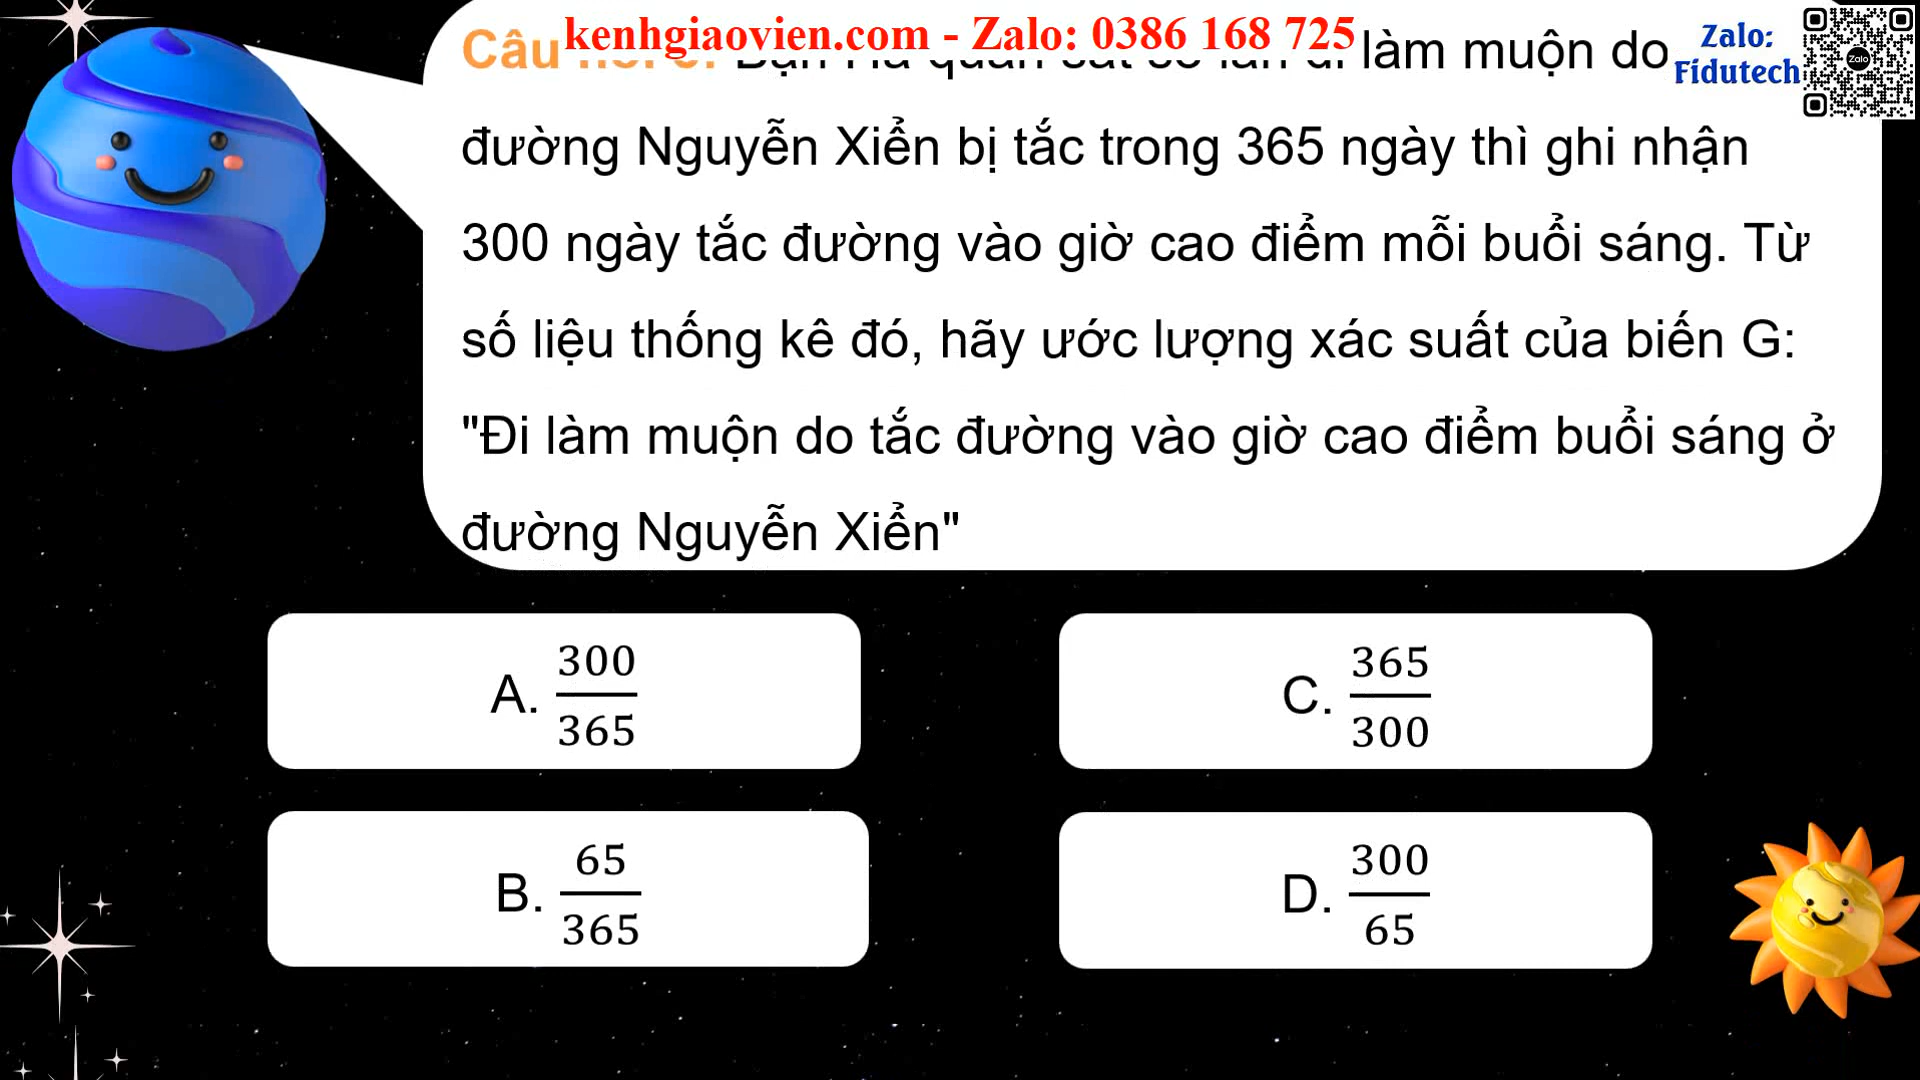 kenhgiaovien.com - Zalo: 0386 168 725
Zalo:
Fidutech
Zalo
Câu làm muộn do
đường Nguyễn Xiển bị tắc trong 365 ngày thì ghi nhận
300 ngày tắc đường vào giờ cao điểm mỗi buổi sáng. Từ
số liệu thống kê đó, hãy ước lượng xác suất của biến G:
"Đi làm muộn do tắc đường vào giờ cao điểm buổi sáng ở
đường Nguyễn Xiển"
A. 300/365
C. 365/300
B. 65/365
D. 300/65